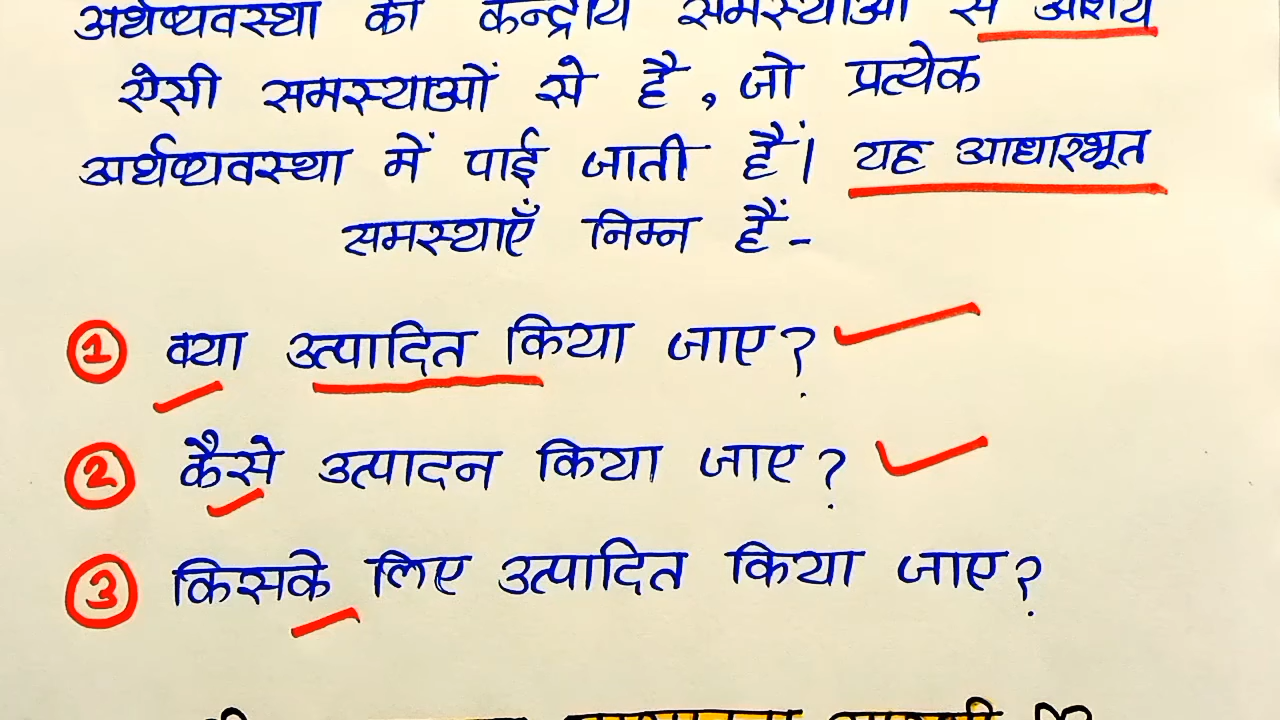 अर्थव्यवस्था की केन्द्रीय समस्याओं से आशय
ऐसी समस्याओं से है, जो प्रत्येक
अर्थव्यवस्था में पाई जाती हैं। यह आधारभूत
समस्याएँ निम्न हैं-
① क्या उत्पादित किया जाए?
② कैसे उत्पादन किया जाए?
③ किसके लिए उत्पादित किया जाए?